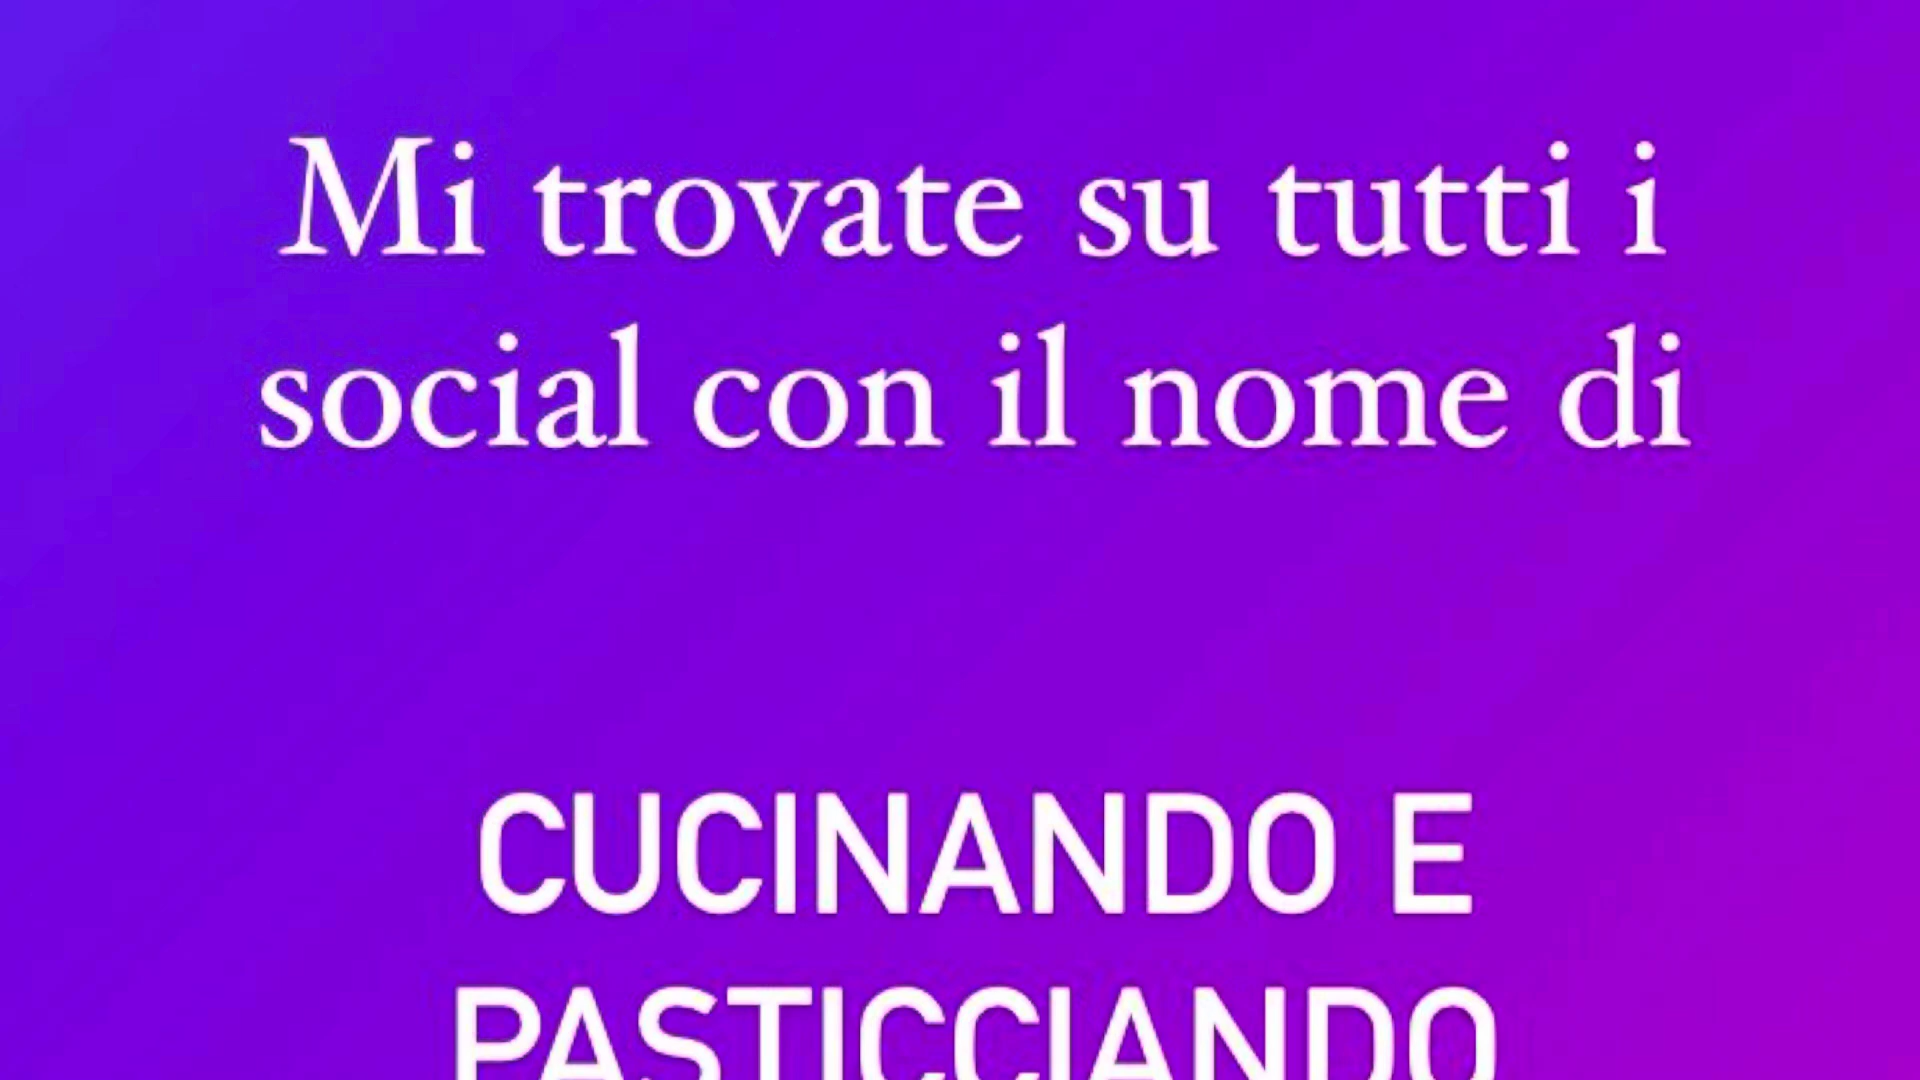 Mi trovate su tutti i
social con il nome di
CUCINANDO E
PASTICCIANDO